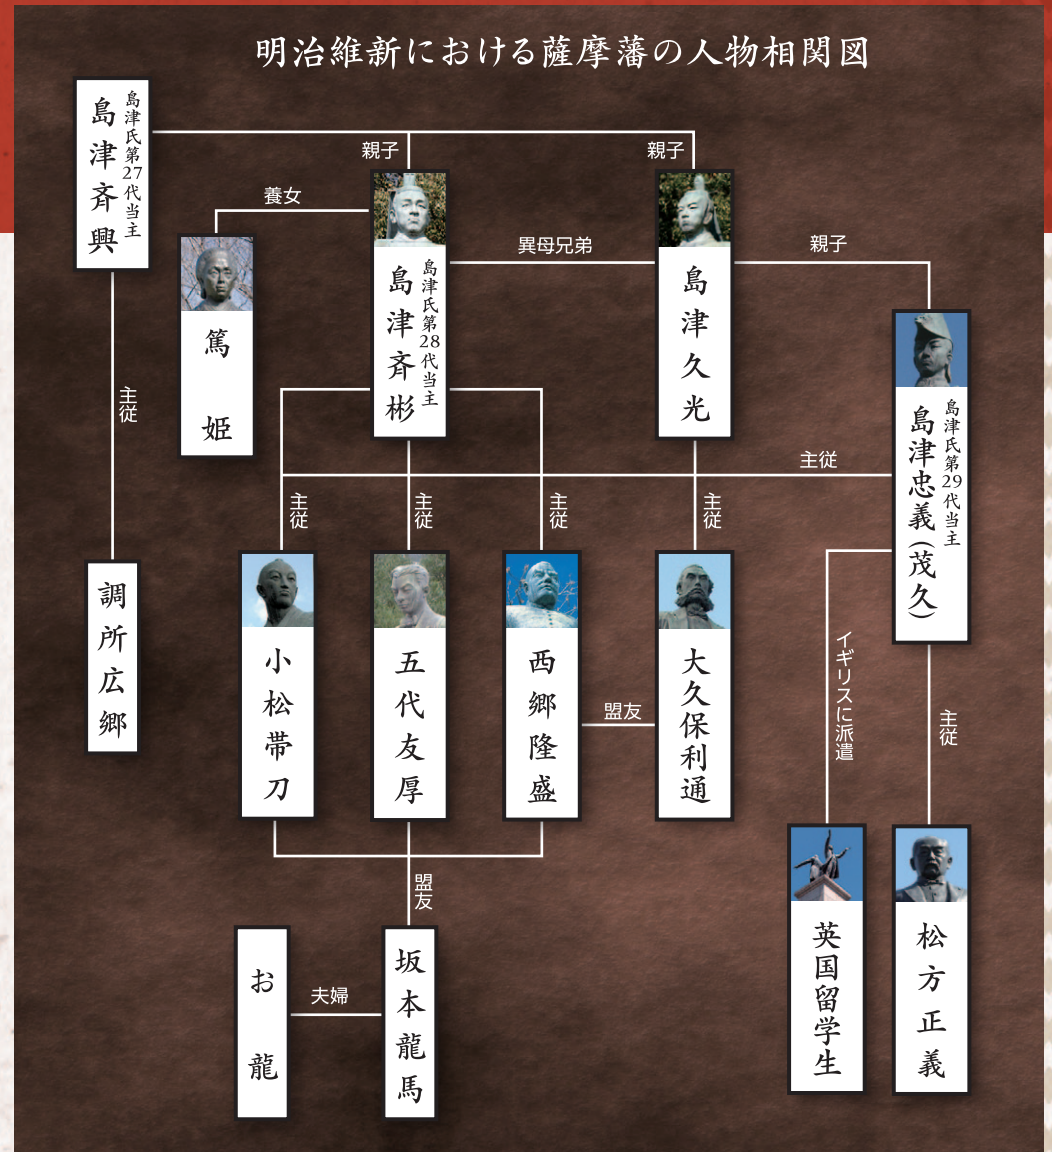 明治維新における薩摩藩の人物相関図
島津氏第27代当主
島津斉興
親子
親子
養女
異母兄弟
親子
篤姫
島津氏第28代当主
島津斉彬
島津久光
島津氏第29代当主
島津忠義(茂久)
主従
主従
主従
主従
主従
主従
調所広郷
小松帯刀
五代友厚
西郷隆盛
盟友
大久保利通
イギリスに派遣
主従
盟友
お龍
夫婦
坂本龍馬
英国留学生
松方正義